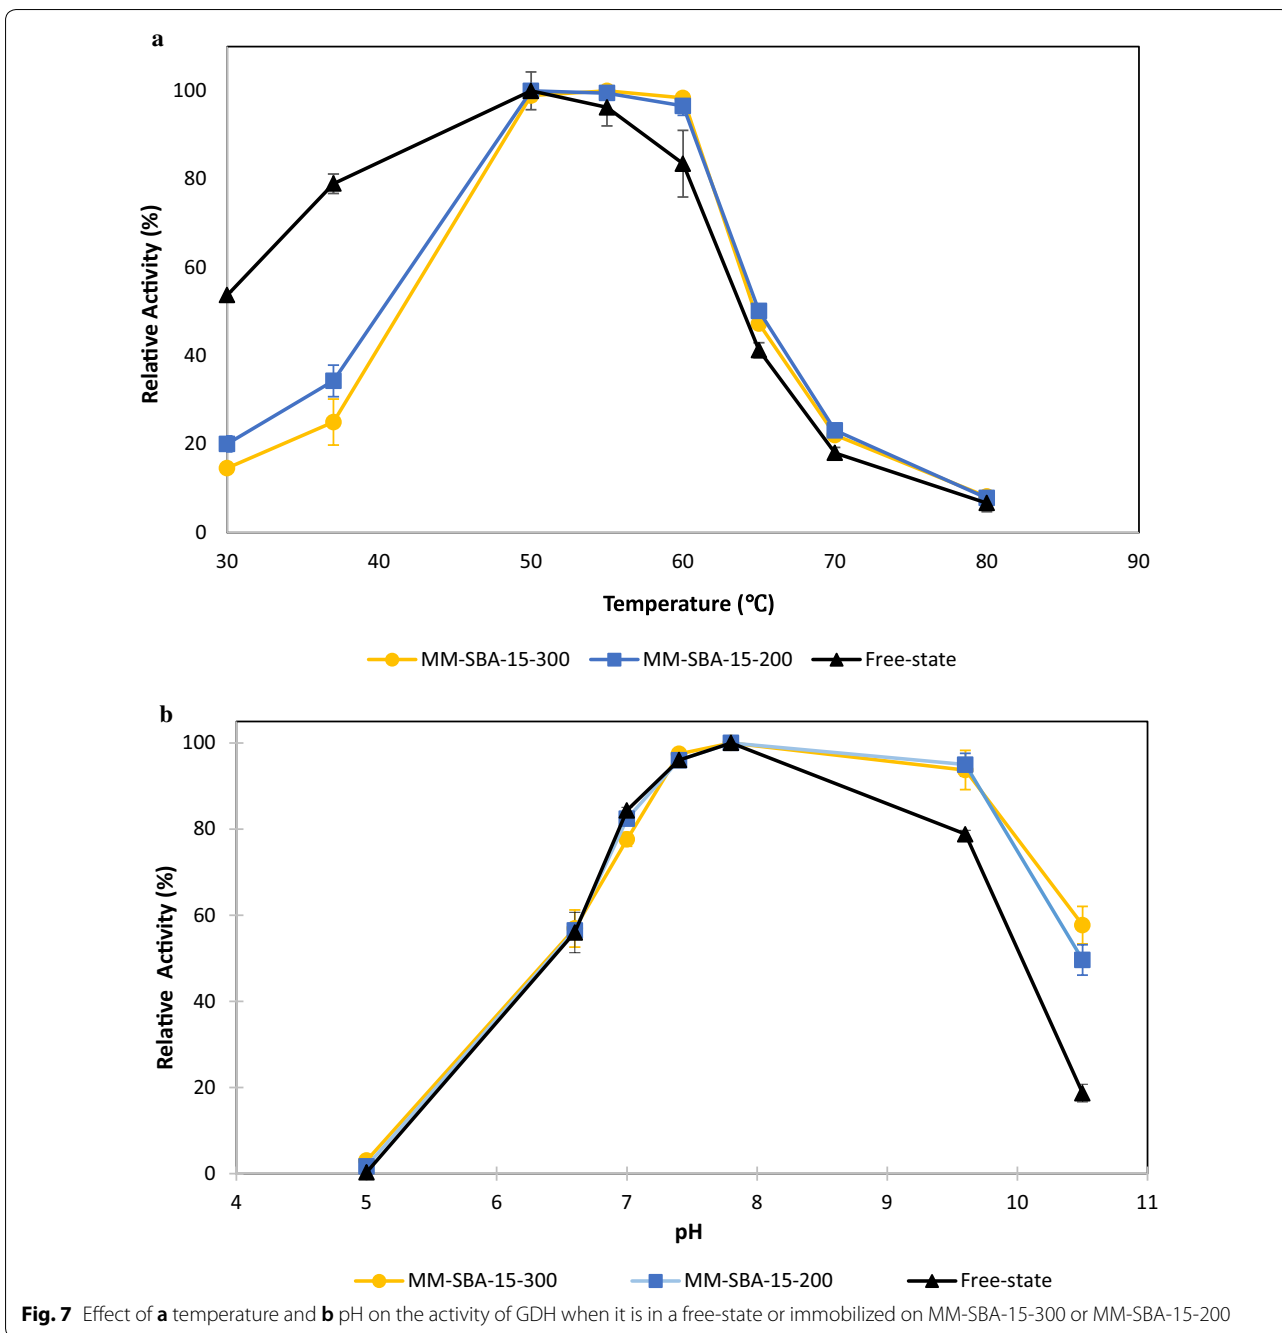 a
100
80
60
40
20
0
Relative Activity (%)
30 40 50 60 70 80 90
Temperature (℃)
MM-SBA-15-300 MM-SBA-15-200 Free-state
b
100
80
60
40
20
0
Relative Activity (%)
4 5 6 7 8 9 10 11
pH
MM-SBA-15-300 MM-SBA-15-200 Free-state
Fig. 7 Effect of a temperature and b pH on the activity of GDH when it is in a free-state or immobilized on MM-SBA-15-300 or MM-SBA-15-200